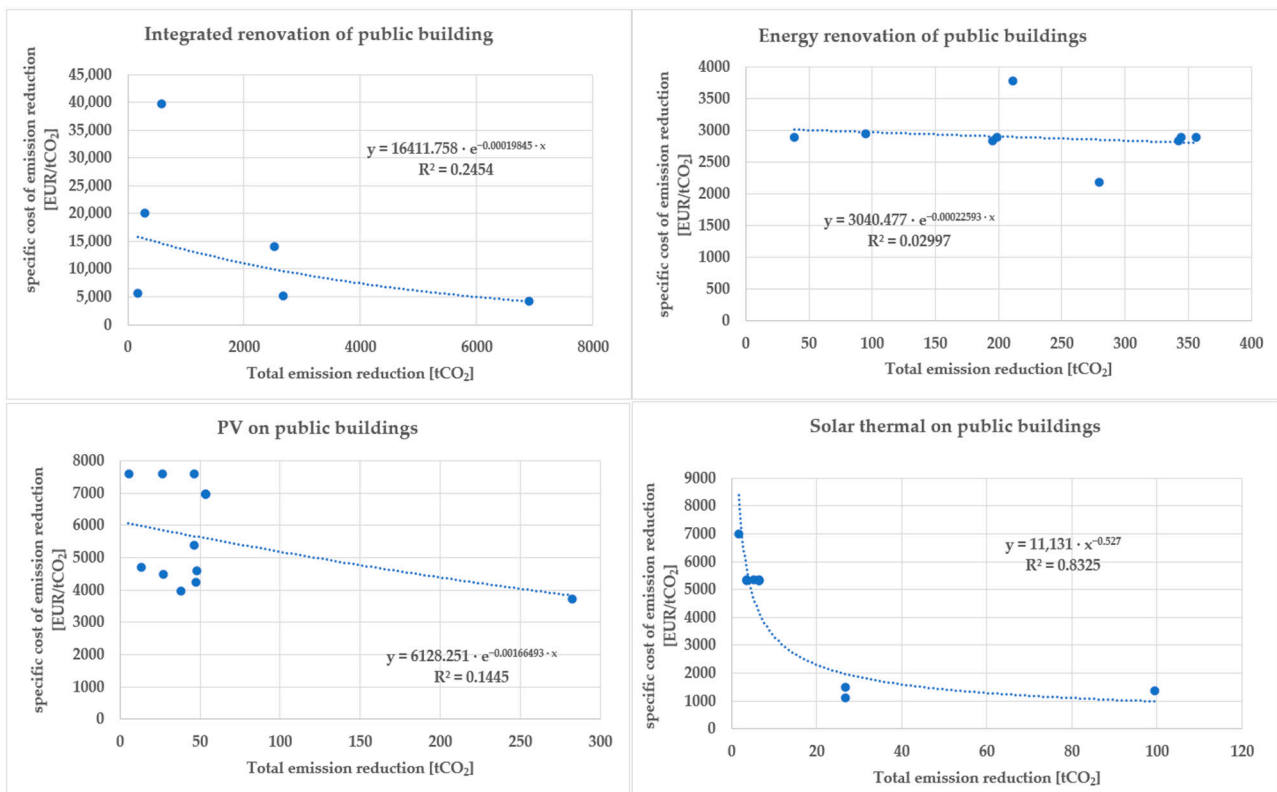 Integrated renovation of public building
specific cost of emission reduction
[EUR/tCO₂]
45,000
40,000
35,000
30,000
25,000
20,000
15,000
10,000
5,000
0
y = 16411.758 · e^−0.00019845 · x
R² = 0.2454
0 2000 4000 6000 8000
Total emission reduction [tCO₂]
Energy renovation of public buildings
specific cost of emission reduction
[EUR/tCO₂]
4000
3500
3000
2500
2000
1500
1000
500
0
y = 3040.477 · e^−0.00022593 · x
R² = 0.02997
0 50 100 150 200 250 300 350 400
Total emission reduction [tCO₂]
PV on public buildings
specific cost of emission reduction
[EUR/tCO₂]
8000
7000
6000
5000
4000
3000
2000
1000
0
y = 6128.251 · e^−0.00166493 · x
R² = 0.1445
0 50 100 150 200 250 300
Total emission reduction [tCO₂]
Solar thermal on public buildings
specific cost of emission reduction
[EUR/tCO₂]
9000
8000
7000
6000
5000
4000
3000
2000
1000
0
y = 11,131 · x^−0.527
R² = 0.8325
0 20 40 60 80 100 120
Total emission reduction [tCO₂]